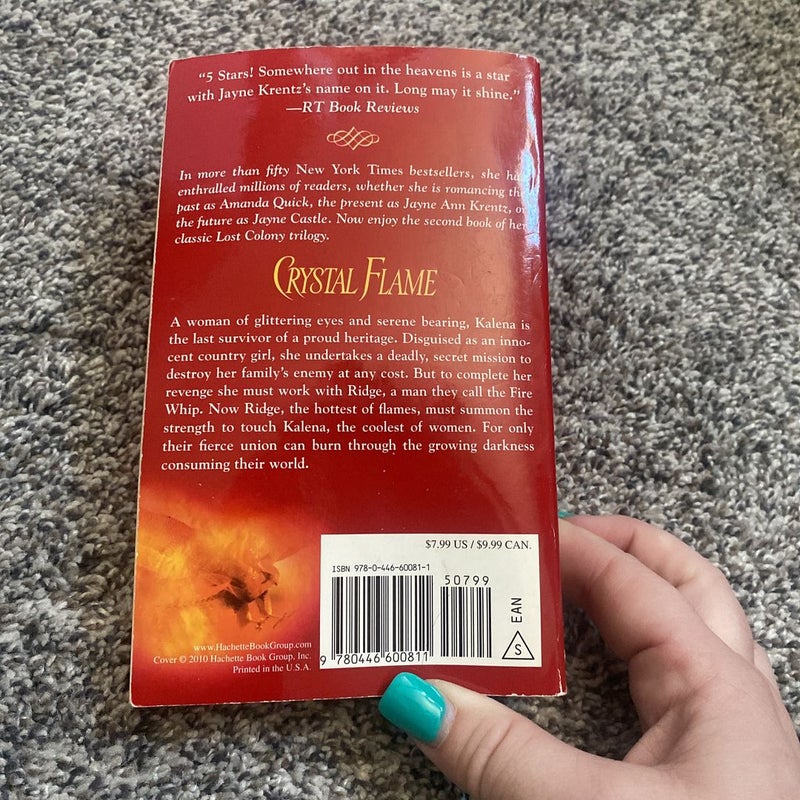 “5 Stars! Somewhere out in the heavens is a star
with Jayne Krentz’s name on it. Long may it shine.”
—RT Book Reviews
In more than fifty New York Times bestsellers, she
enthralled millions of readers, whether she is romancing the
past as Amanda Quick, the present as Jayne Ann Krentz, or
the future as Jayne Castle. Now enjoy the second book of her
classic Lost Colony trilogy.
CRYSTAL FLAME
A woman of glittering eyes and serene bearing, Kalena is
the last survivor of a proud heritage. Disguised as an inno-
cent country girl, she undertakes a deadly, secret mission to
destroy her family’s enemy at any cost. But to complete her
revenge she must work with Ridge, a man they call the Fire
Whip. Now Ridge, the hottest of flames, must summon the
strength to touch Kalena, the coolest of women. For only
their fierce union can burn through the growing darkness
consuming their world.
$7.99 US / $9.99 CAN.
ISBN 978-0-446-60081-1
50799
9 780446 600811
EAN
S
www.HachetteBookGroup.com
Cover © 2010 Hachette Book Group, Inc.
Printed in the U.S.A.